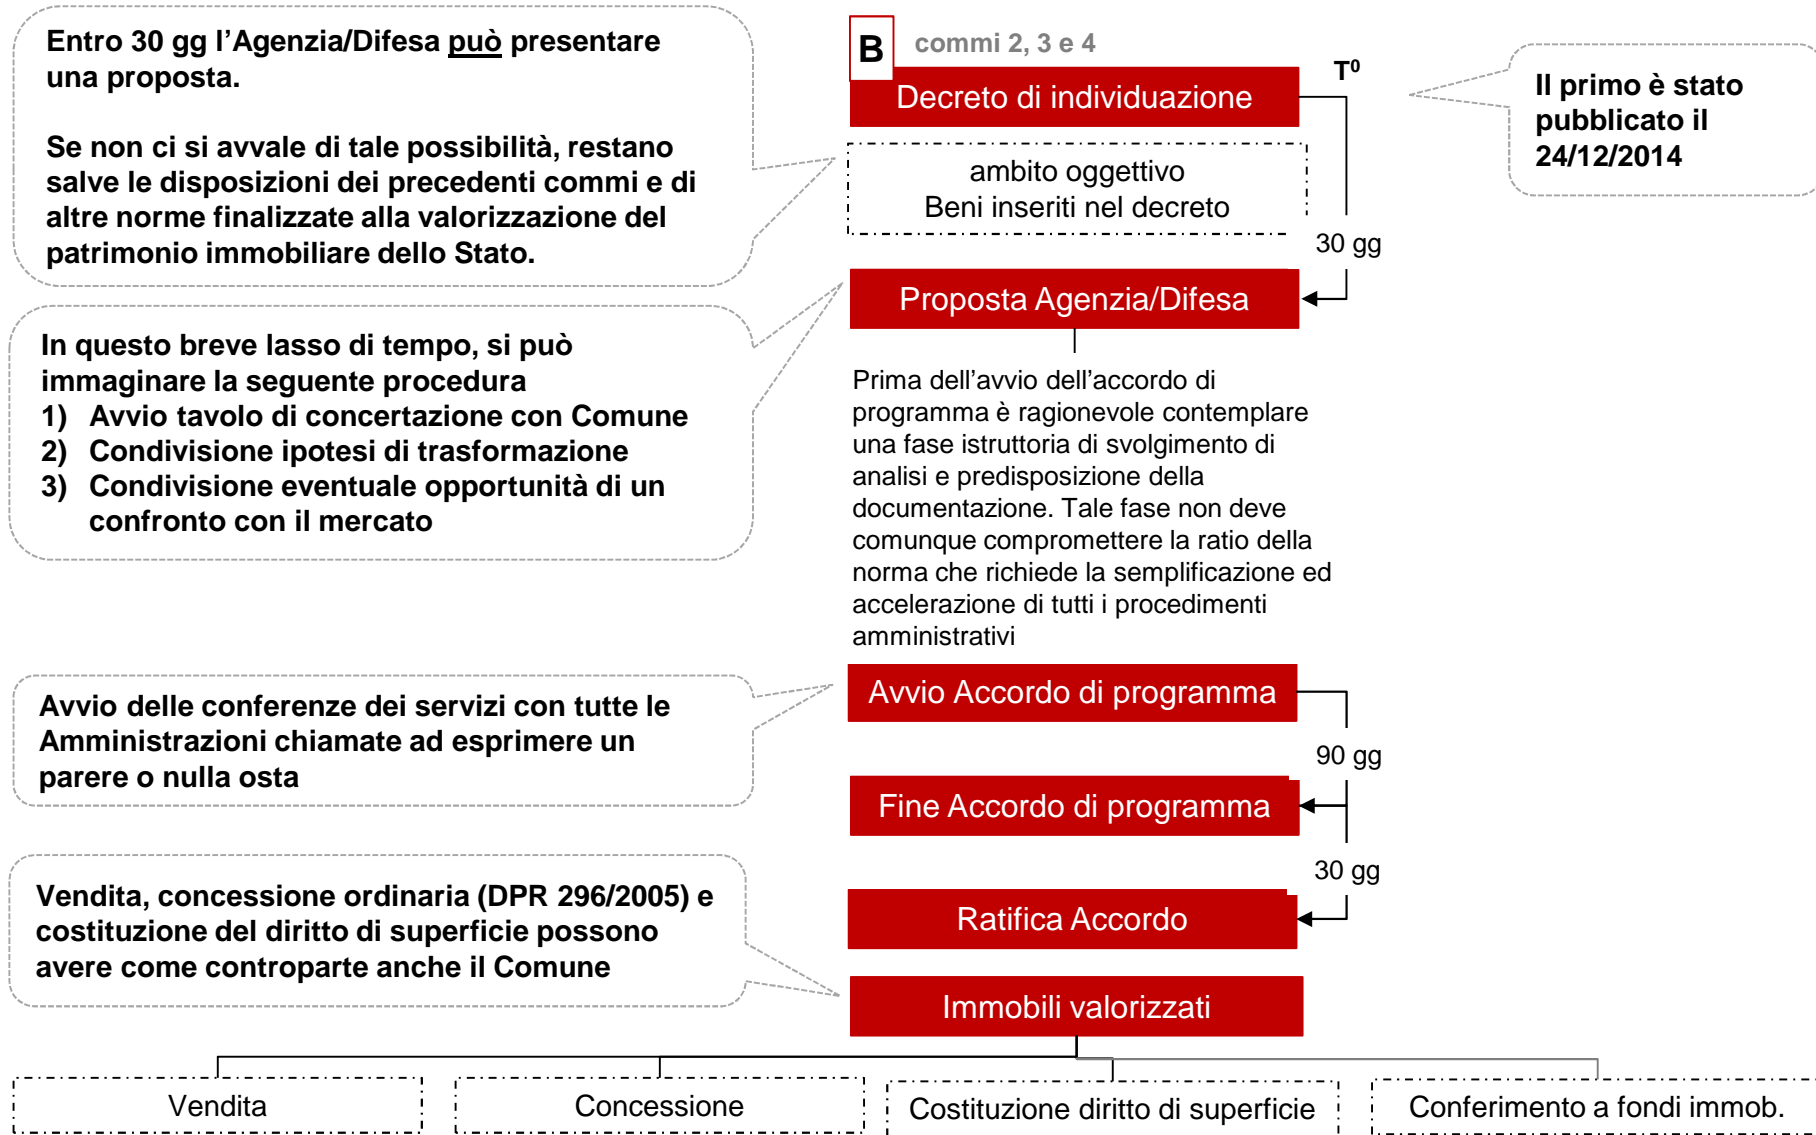 Entro 30 gg l’Agenzia/Difesa può presentare
una proposta.
Se non ci si avvale di tale possibilità, restano
salve le disposizioni dei precedenti commi e di
altre norme finalizzate alla valorizzazione del
patrimonio immobiliare dello Stato.
B
commi 2, 3 e 4
T⁰
Decreto di individuazione
Il primo è stato
pubblicato il
24/12/2014
ambito oggettivo
Beni inseriti nel decreto
30 gg
Proposta Agenzia/Difesa
In questo breve lasso di tempo, si può
immaginare la seguente procedura
1) Avvio tavolo di concertazione con Comune
2) Condivisione ipotesi di trasformazione
3) Condivisione eventuale opportunità di un
confronto con il mercato
Prima dell’avvio dell’accordo di
programma è ragionevole contemplare
una fase istruttoria di svolgimento di
analisi e predisposizione della
documentazione. Tale fase non deve
comunque compromettere la ratio della
norma che richiede la semplificazione ed
accelerazione di tutti i procedimenti
amministrativi
Avvio delle conferenze dei servizi con tutte le
Amministrazioni chiamate ad esprimere un
parere o nulla osta
Avvio Accordo di programma
90 gg
Fine Accordo di programma
30 gg
Vendita, concessione ordinaria (DPR 296/2005) e
costituzione del diritto di superficie possono
avere come controparte anche il Comune
Ratifica Accordo
Immobili valorizzati
Vendita
Concessione
Costituzione diritto di superficie
Conferimento a fondi immob.